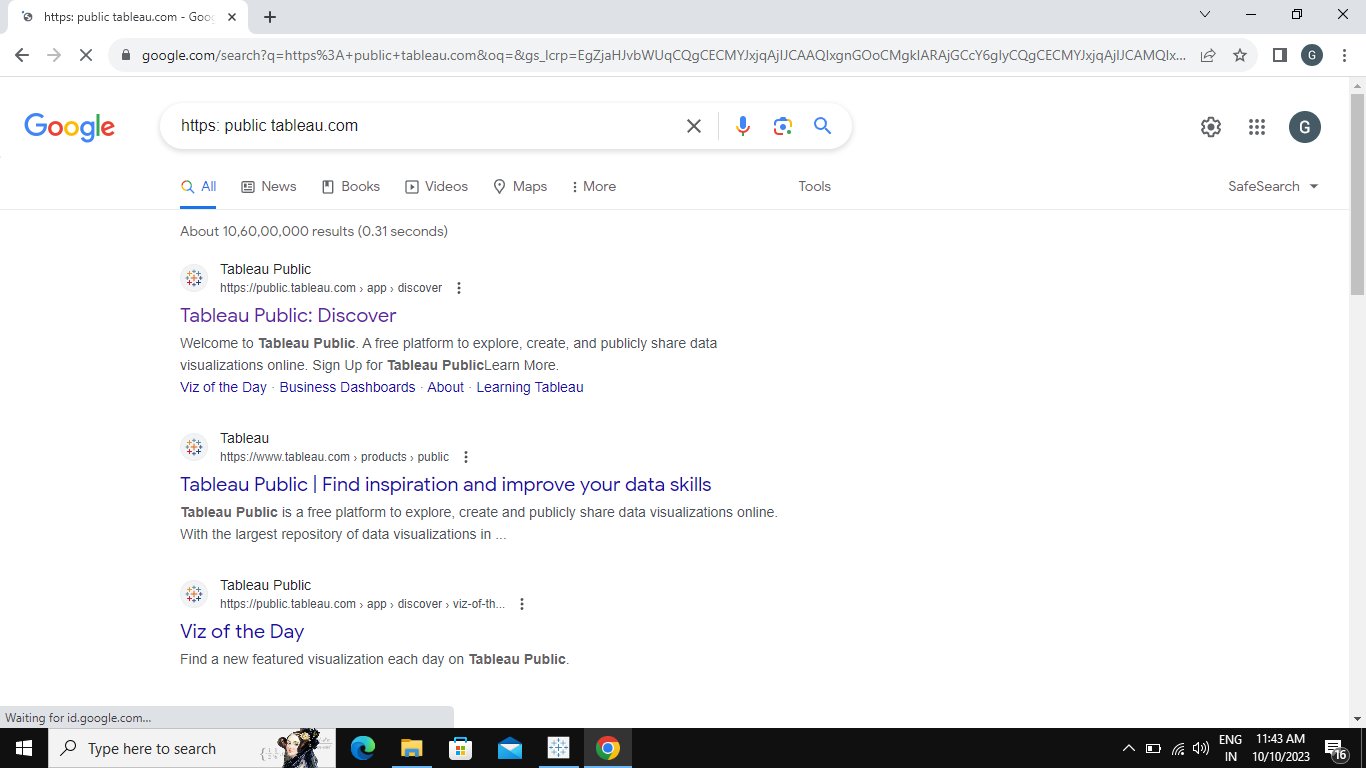 https: public tableau.com - Goo
google.com/search?q=https%3A+public+tableau.com&oq=&gs_lcrp=EgZjaHJvbWUqCQgCECMYJxjqAjIJCAAQIxgnGOoCMgkIARAjGCcY6gIyCQgCECMYJxjqAjIJCAMQIx...
G
Google
https: public tableau.com
G
All
News
Books
Videos
Maps
More
Tools
SafeSearch
About 10,60,00,000 results (0.31 seconds)
Tableau Public
https://public.tableau.com › app › discover
Tableau Public: Discover
Welcome to Tableau Public. A free platform to explore, create, and publicly share data
visualizations online. Sign Up for Tableau PublicLearn More.
Viz of the Day · Business Dashboards · About · Learning Tableau
Tableau
https://www.tableau.com › products › public
Tableau Public | Find inspiration and improve your data skills
Tableau Public is a free platform to explore, create and publicly share data visualizations online.
With the largest repository of data visualizations in ...
Tableau Public
https://public.tableau.com › app › discover › viz-of-th...
Viz of the Day
Find a new featured visualization each day on Tableau Public.
Waiting for id.google.com...
Type here to search
ENG
IN
11:43 AM
10/10/2023
16